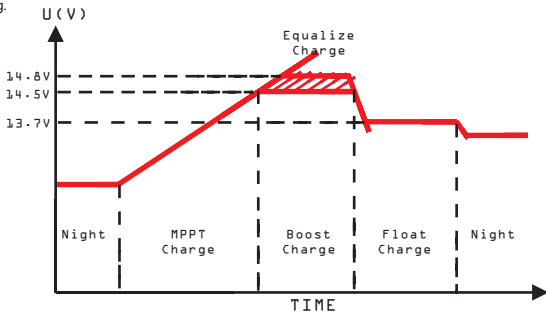 g.
U(V)
Equalize
Charge
14.8V
14.5V
13.7V
Night
MPPT
Charge
Boost
Charge
Float
Charge
Night
TIME